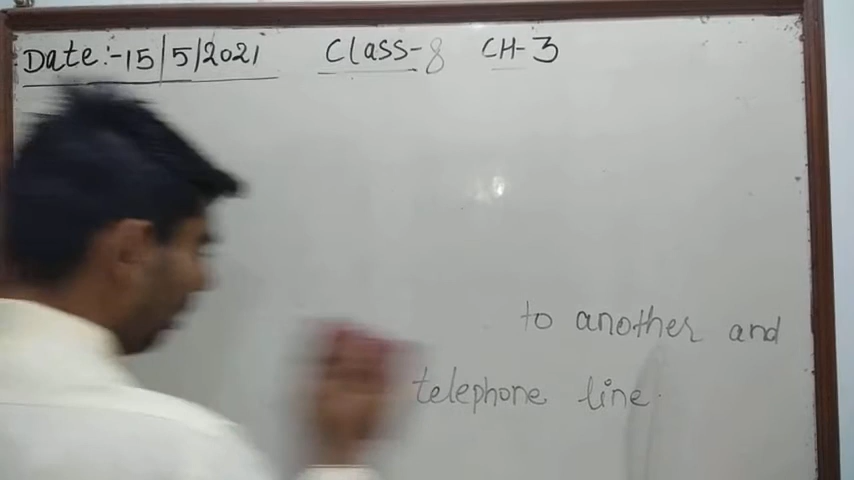 Date:-15/5/2021 Class-8 CH-3
to another and
telephone line.